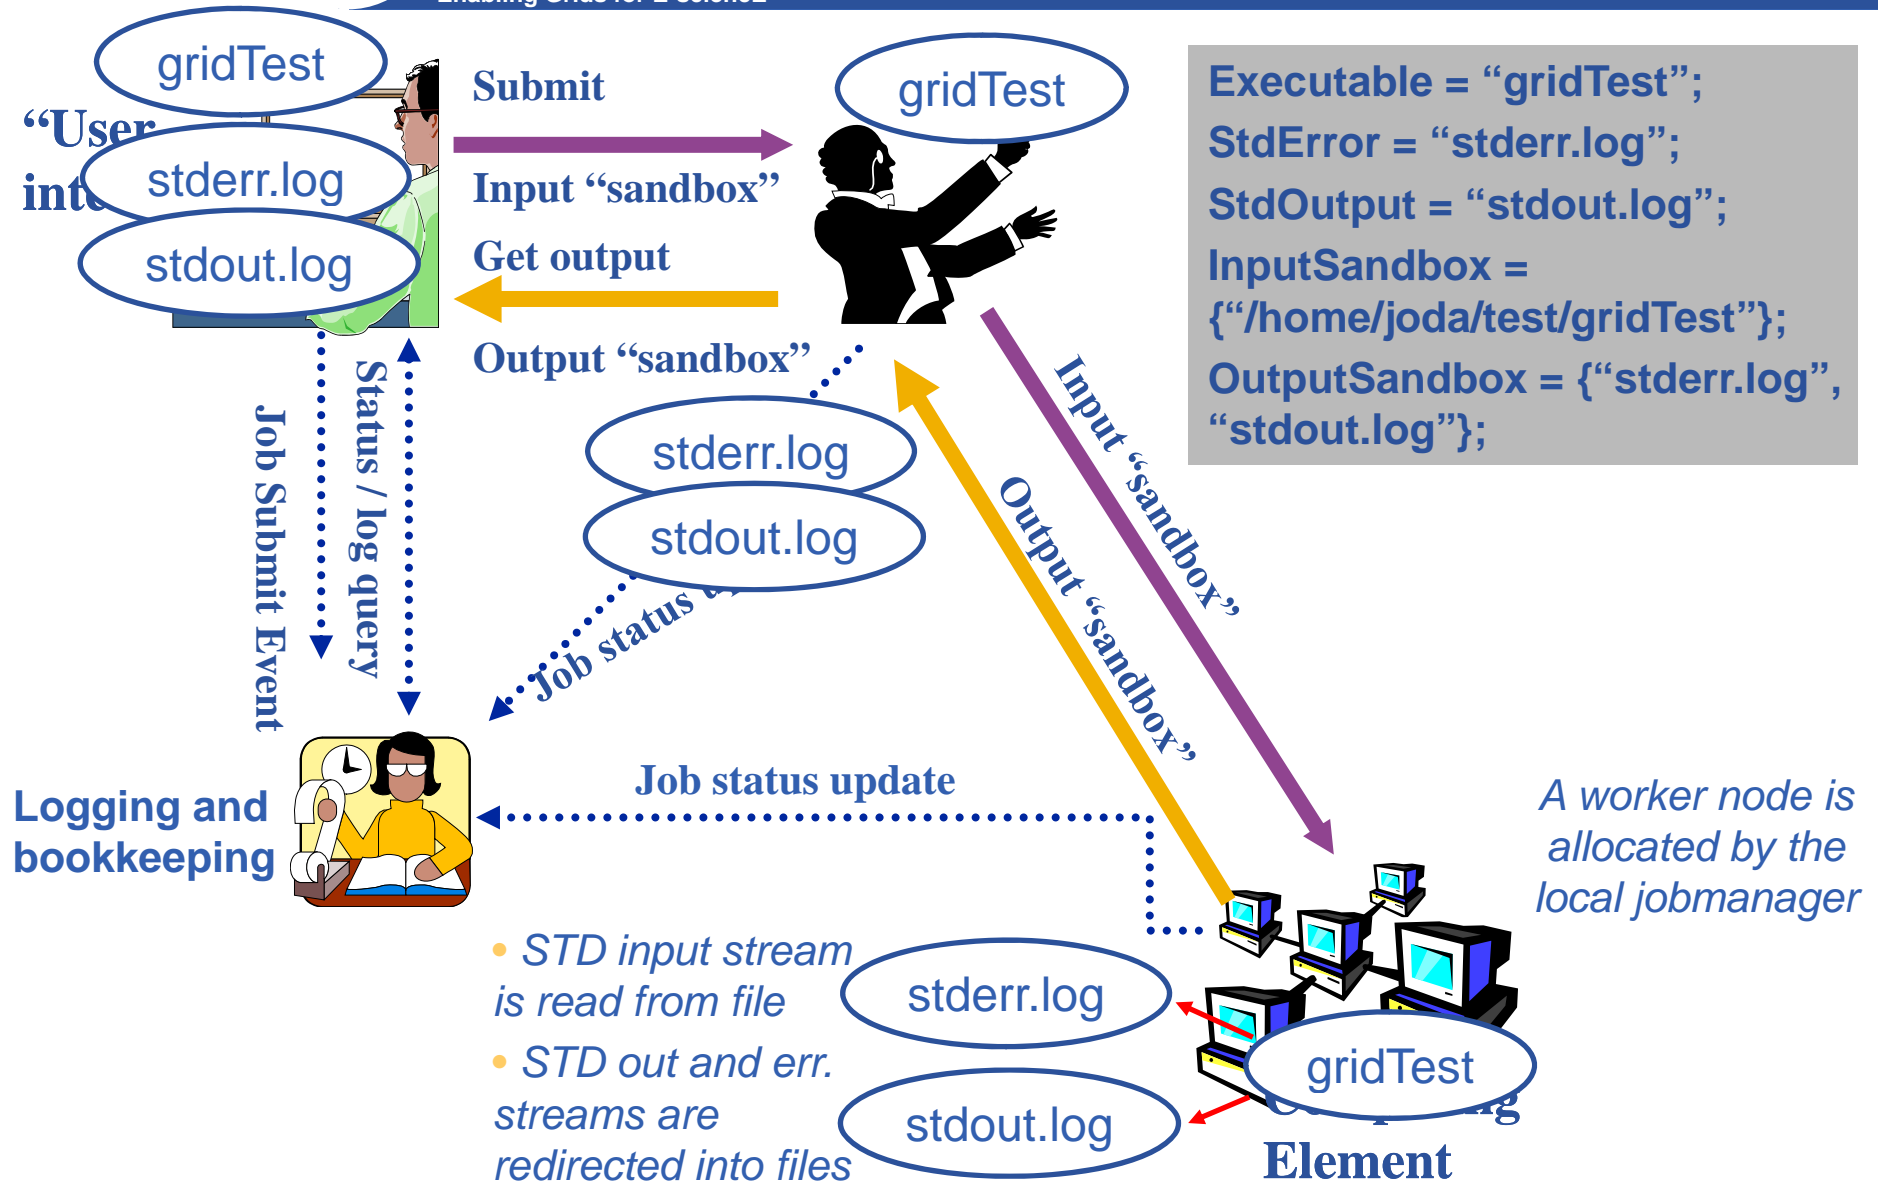 gridTest
“User
stderr.log
stdout.log
Submit
Input “sandbox”
Get output
Output “sandbox”
gridTest
Executable = “gridTest”;
StdError = “stderr.log”;
StdOutput = “stdout.log”;
InputSandbox =
{“/home/joda/test/gridTest”};
OutputSandbox = {“stderr.log”,
“stdout.log”};
Job Submit Event
Status / log query
stderr.log
stdout.log
Job status
Output “sandbox”
Input “sandbox”
Logging and
bookkeeping
Job status update
A worker node is
allocated by the
local jobmanager
• STD input stream
is read from file
• STD out and err.
streams are
redirected into files
stderr.log
stdout.log
gridTest
Element